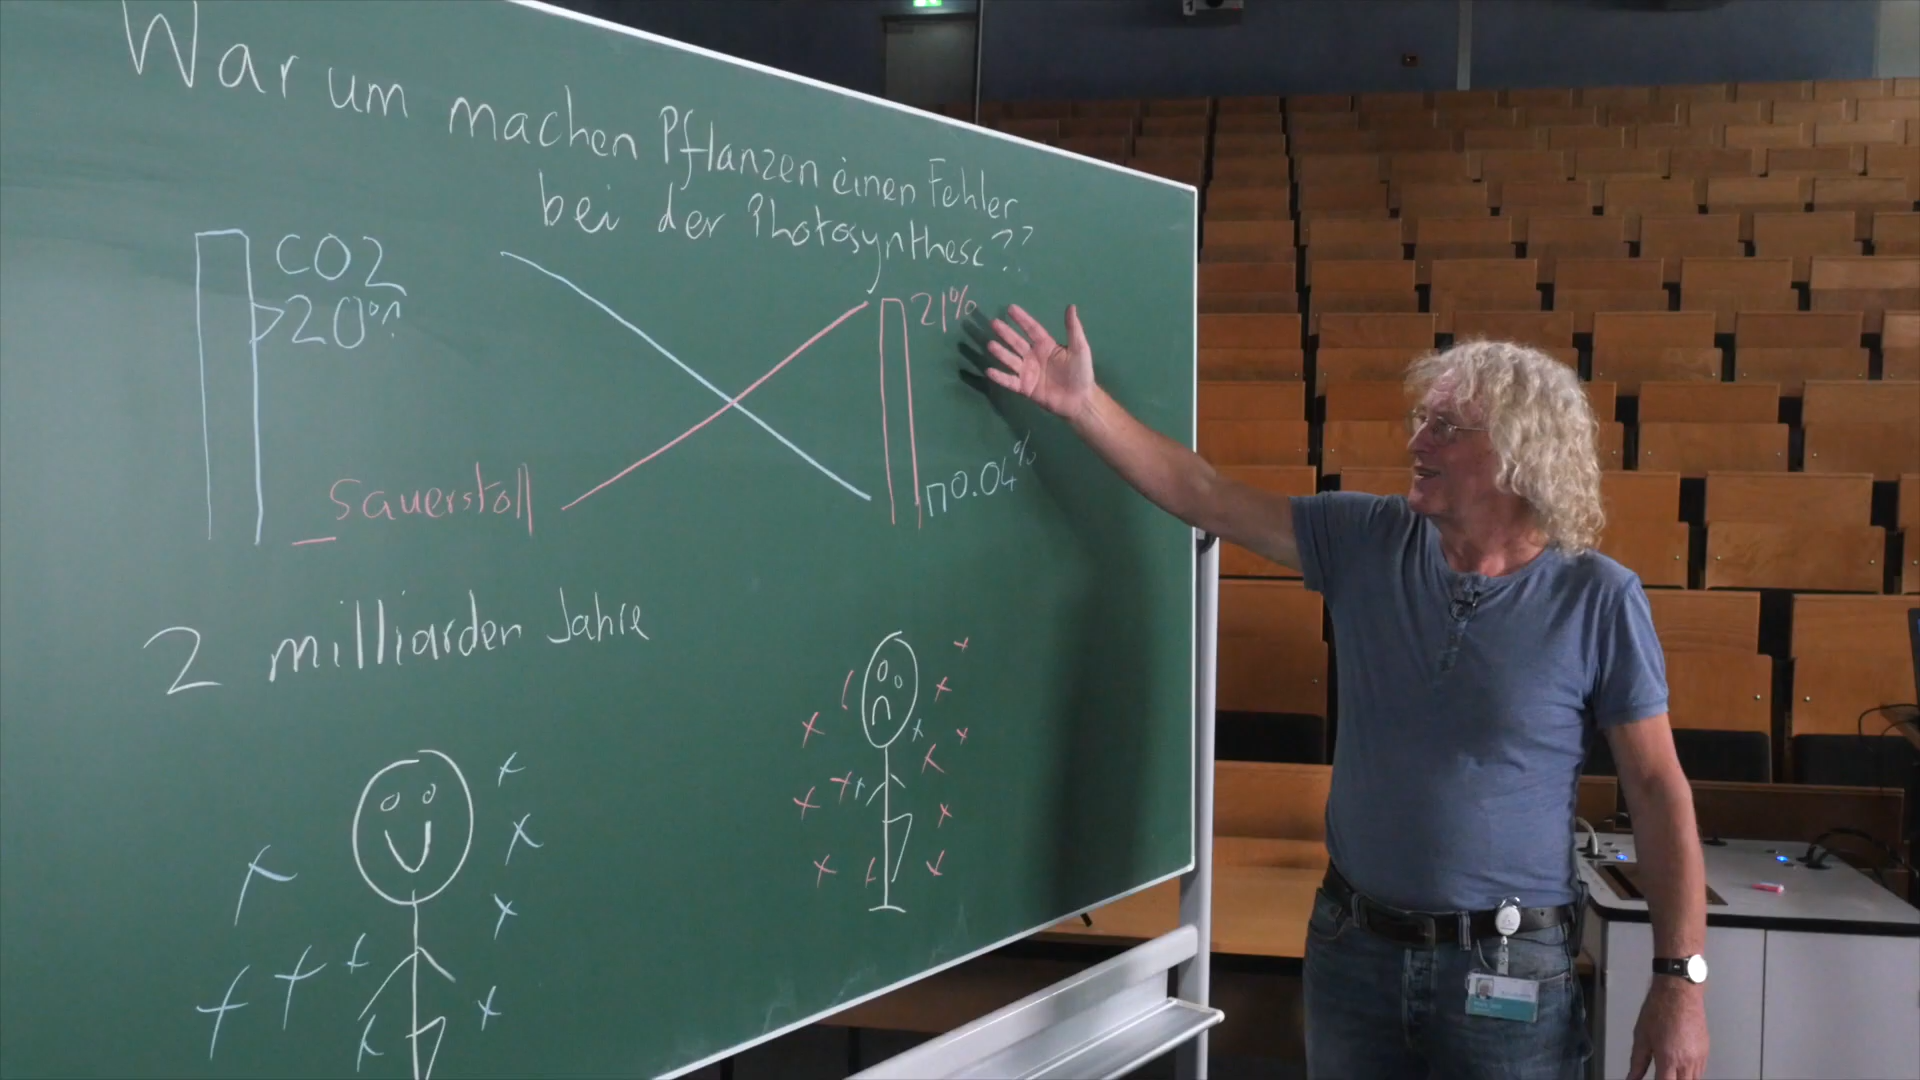 Warum machen Pflanzen einen Fehler
bei der Photosynthese??
CO2
20%
21%
Sauerstoff
0.04%
2 milliarden Jahre